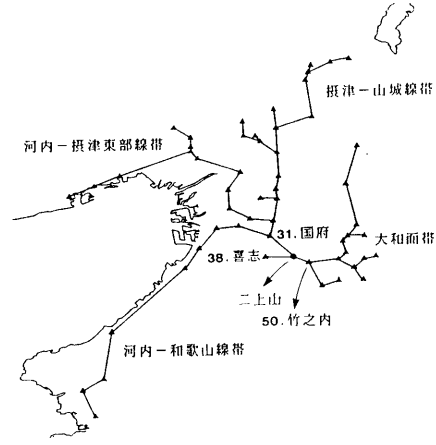 摂津－山城線帯
河内－摂津東部線帯
31.国府
大和面帯
38.喜志
二上山
50.竹之内
河内－和歌山線帯